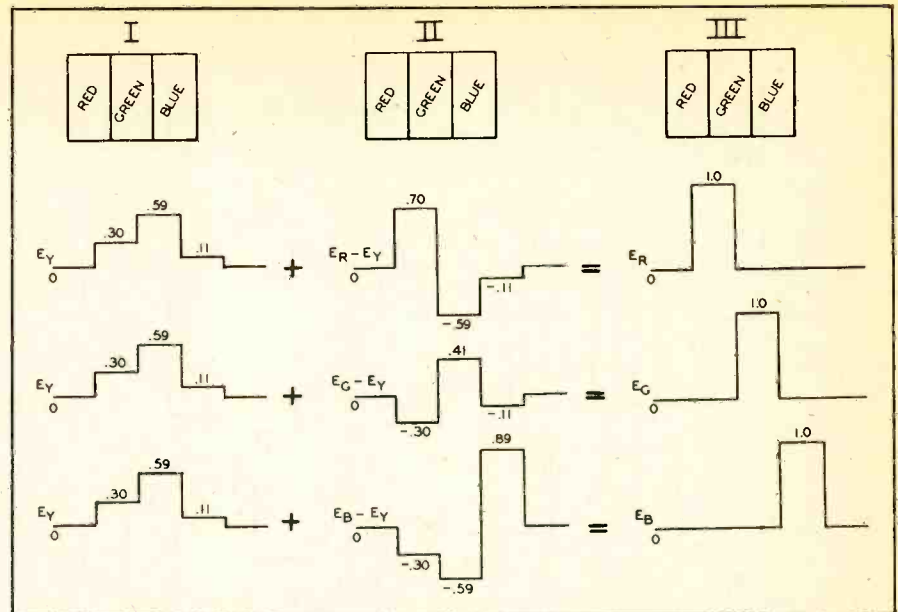 I II III
RED GREEN BLUE RED GREEN BLUE RED GREEN BLUE
1.0
.70
.59
.30 .11
E_Y E_R-E_Y E_R
0 + 0 = 0
-.11
-.59
1.0
.59 .41
.30 .11
E_Y E_G-E_Y E_G
0 + 0 = 0
-.30 -.11
1.0
.89
.59
.30 .11
E_Y E_B-E_Y E_B
0 + 0 = 0
-.30
-.59